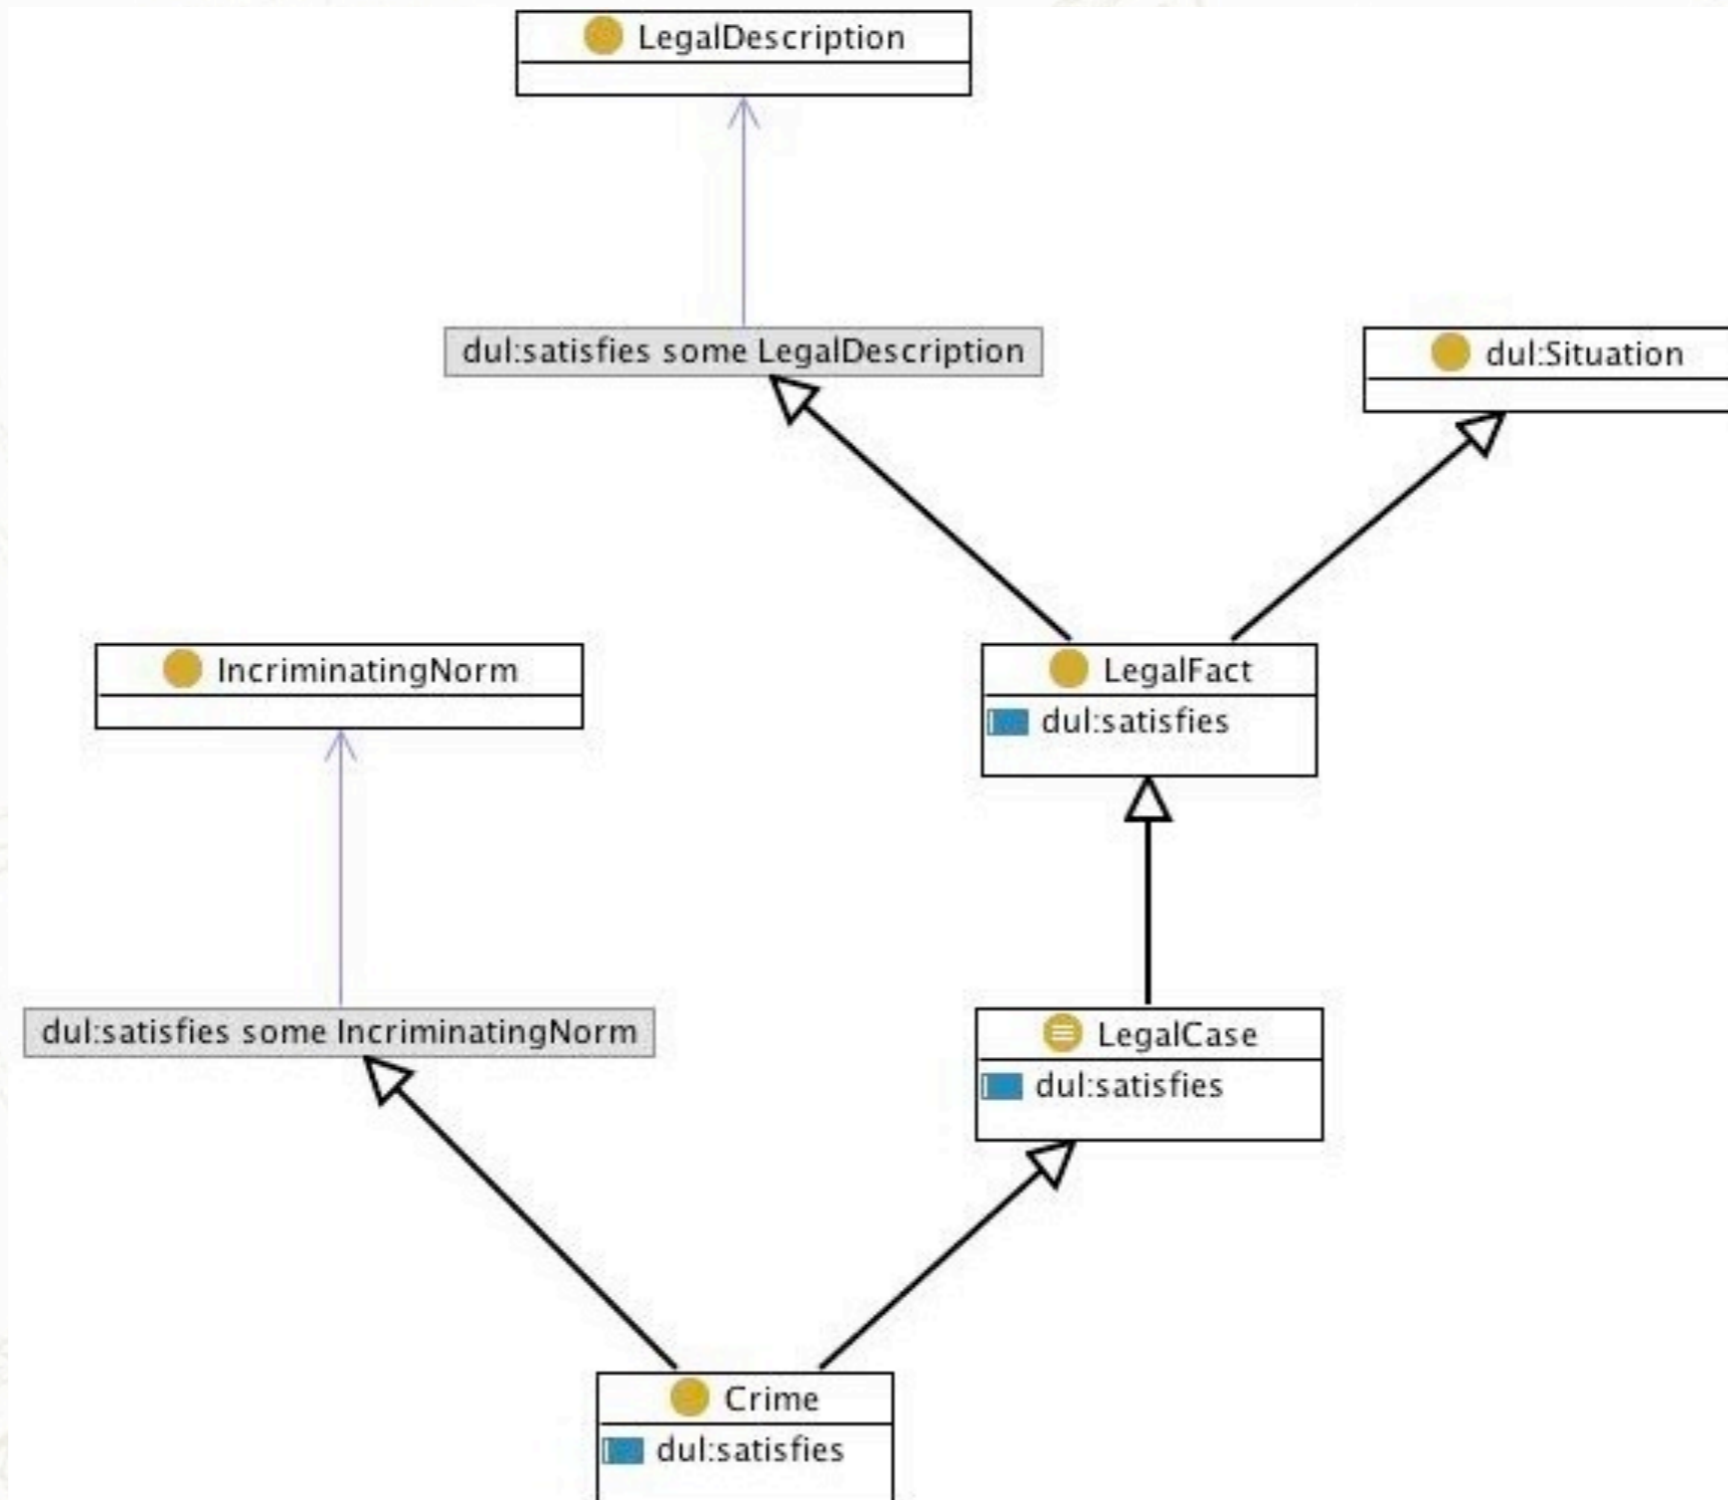 LegalDescription
dul:satisfies some LegalDescription
dul:Situation
IncriminatingNorm
LegalFact
dul:satisfies
dul:satisfies some IncriminatingNorm
LegalCase
dul:satisfies
Crime
dul:satisfies